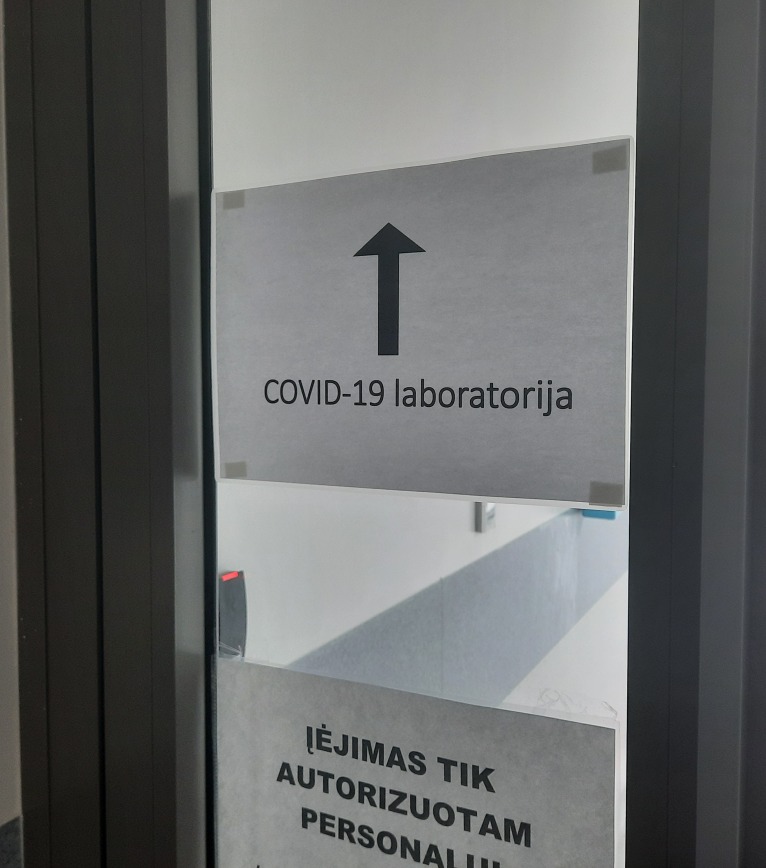 COVID-19 laboratorija
ĮĖJIMAS TIK
AUTORIZUOTAM
PERSONALUI